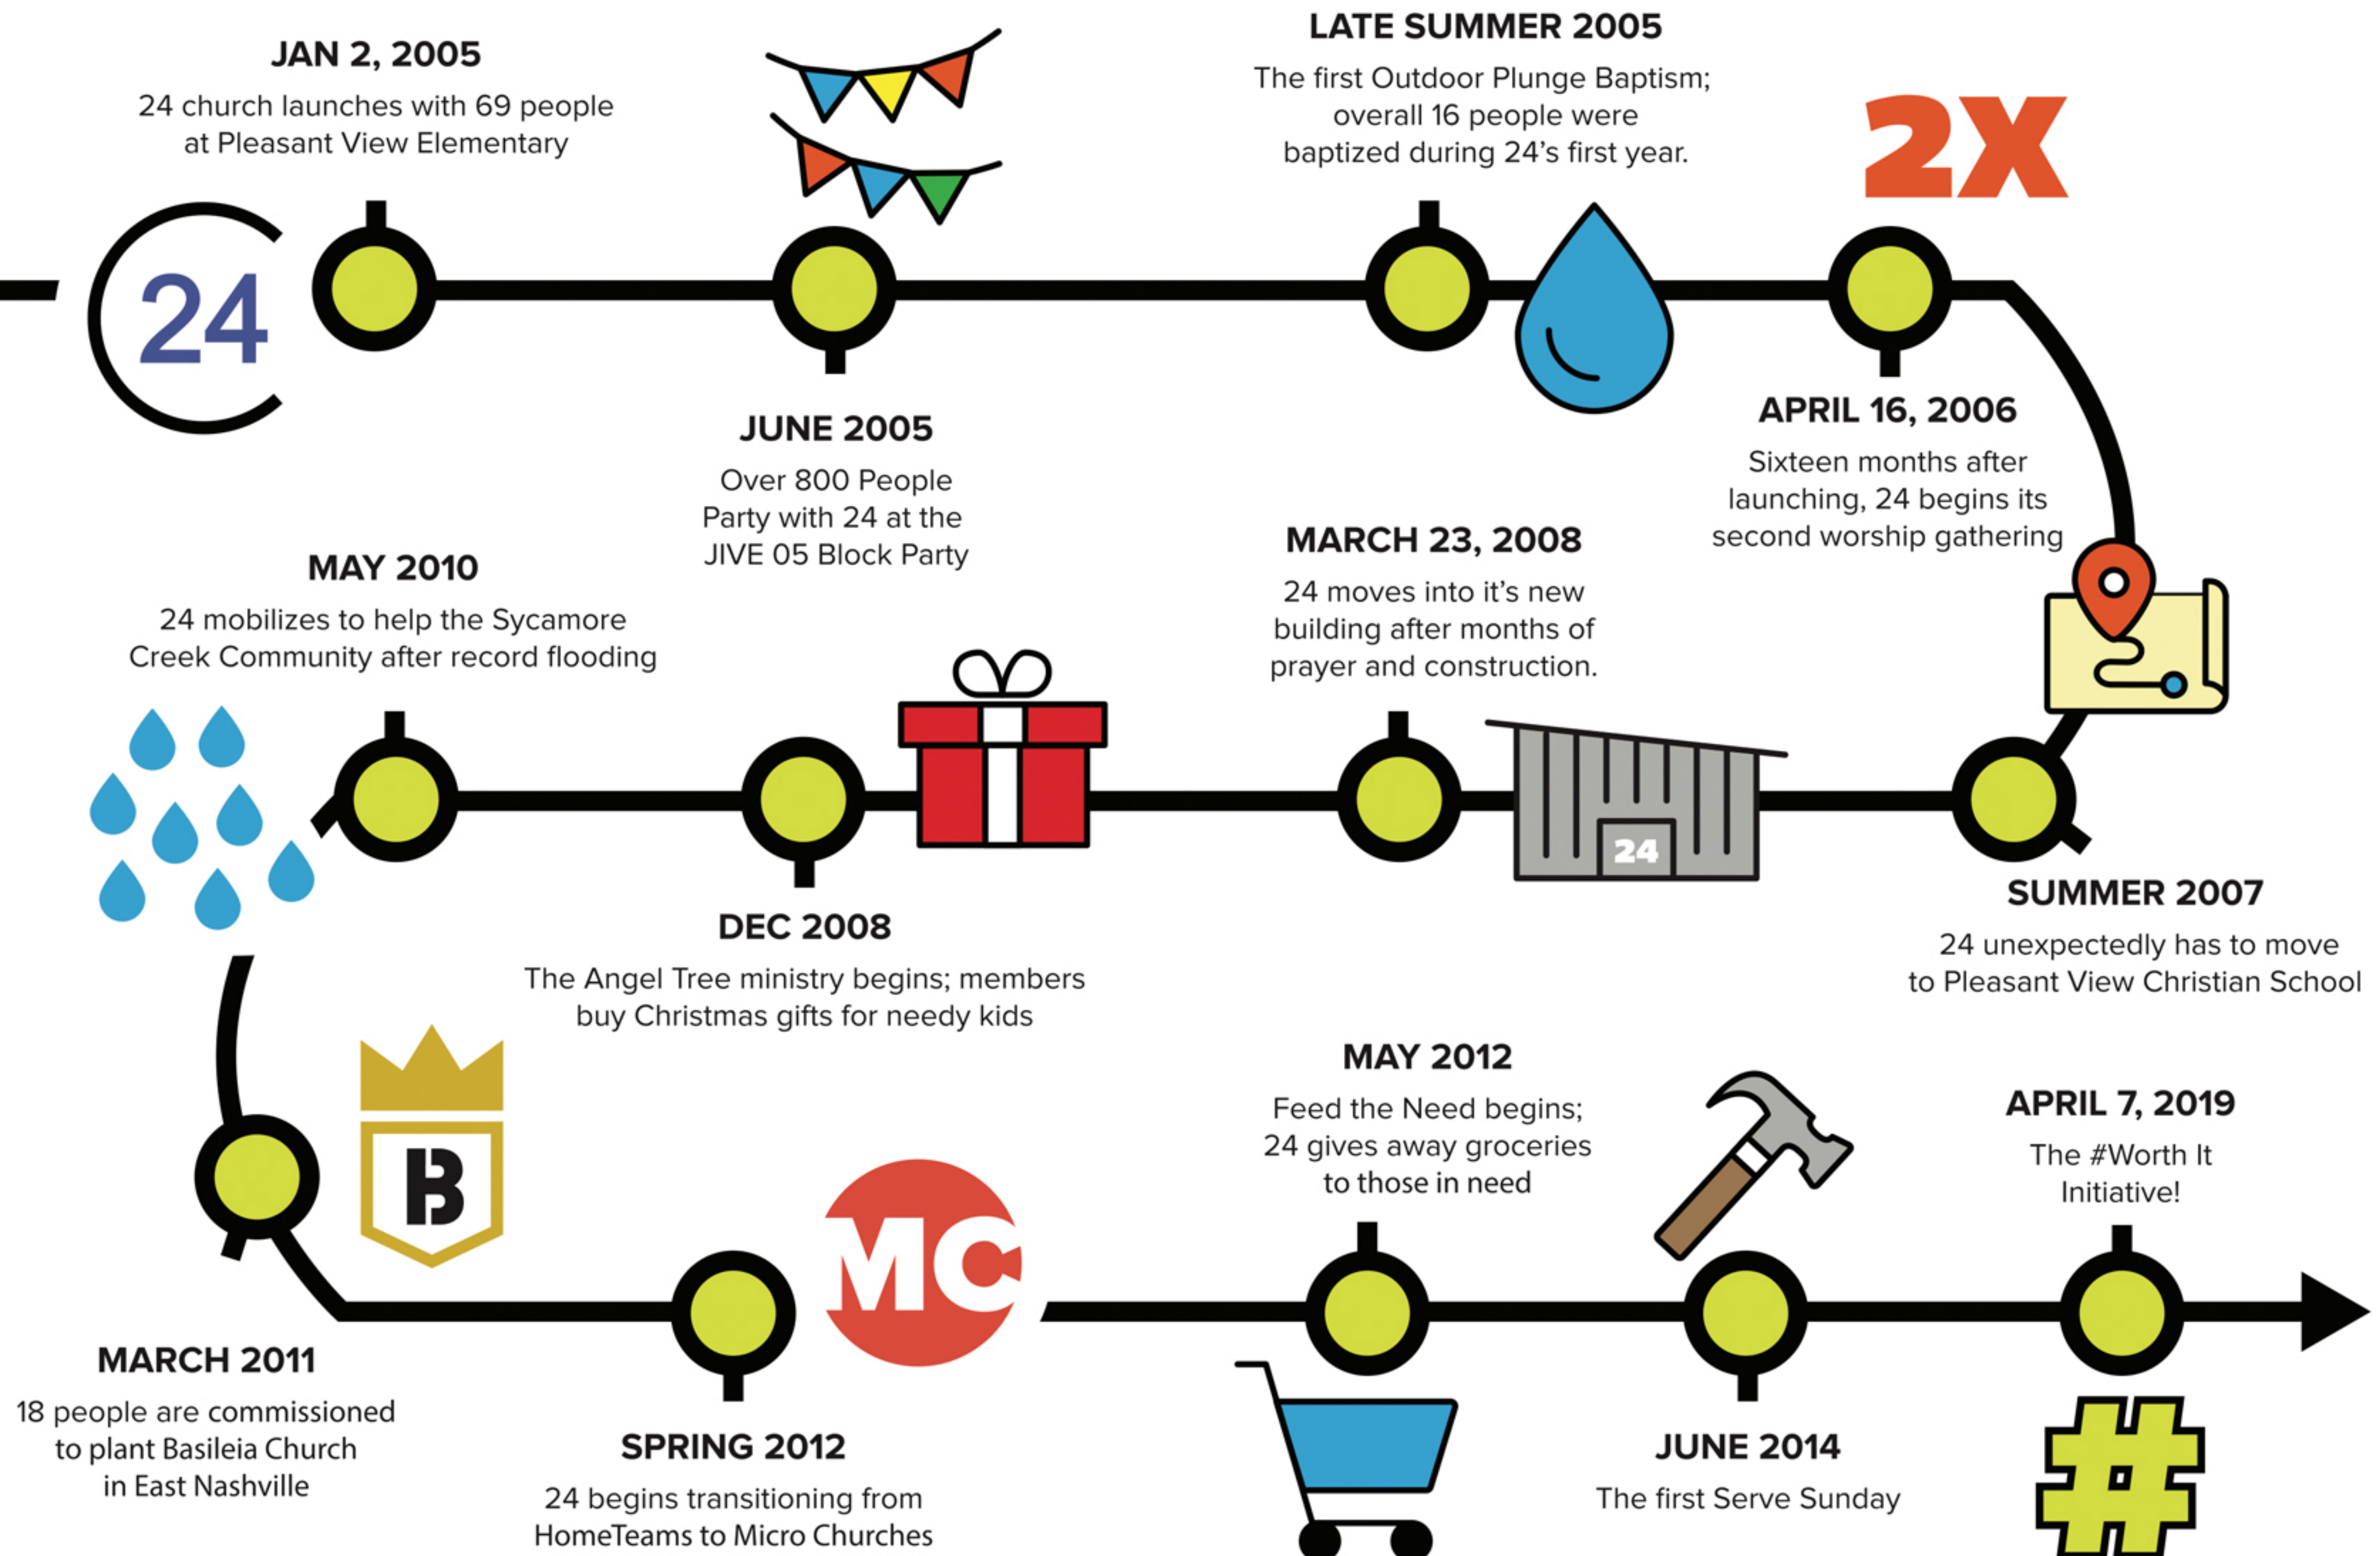 JAN 2, 2005
24 church launches with 69 people
at Pleasant View Elementary
24
JUNE 2005
Over 800 People
Party with 24 at the
JIVE 05 Block Party
LATE SUMMER 2005
The first Outdoor Plunge Baptism;
overall 16 people were
baptized during 24’s first year.
2X
APRIL 16, 2006
Sixteen months after
launching, 24 begins its
second worship gathering
SUMMER 2007
24 unexpectedly has to move
to Pleasant View Christian School
MARCH 23, 2008
24 moves into it’s new
building after months of
prayer and construction.
24
DEC 2008
The Angel Tree ministry begins; members
buy Christmas gifts for needy kids
MAY 2010
24 mobilizes to help the Sycamore
Creek Community after record flooding
B
MARCH 2011
18 people are commissioned
to plant Basileia Church
in East Nashville
SPRING 2012
24 begins transitioning from
HomeTeams to Micro Churches
MC
MAY 2012
Feed the Need begins;
24 gives away groceries
to those in need
JUNE 2014
The first Serve Sunday
APRIL 7, 2019
The #Worth It
Initiative!
#